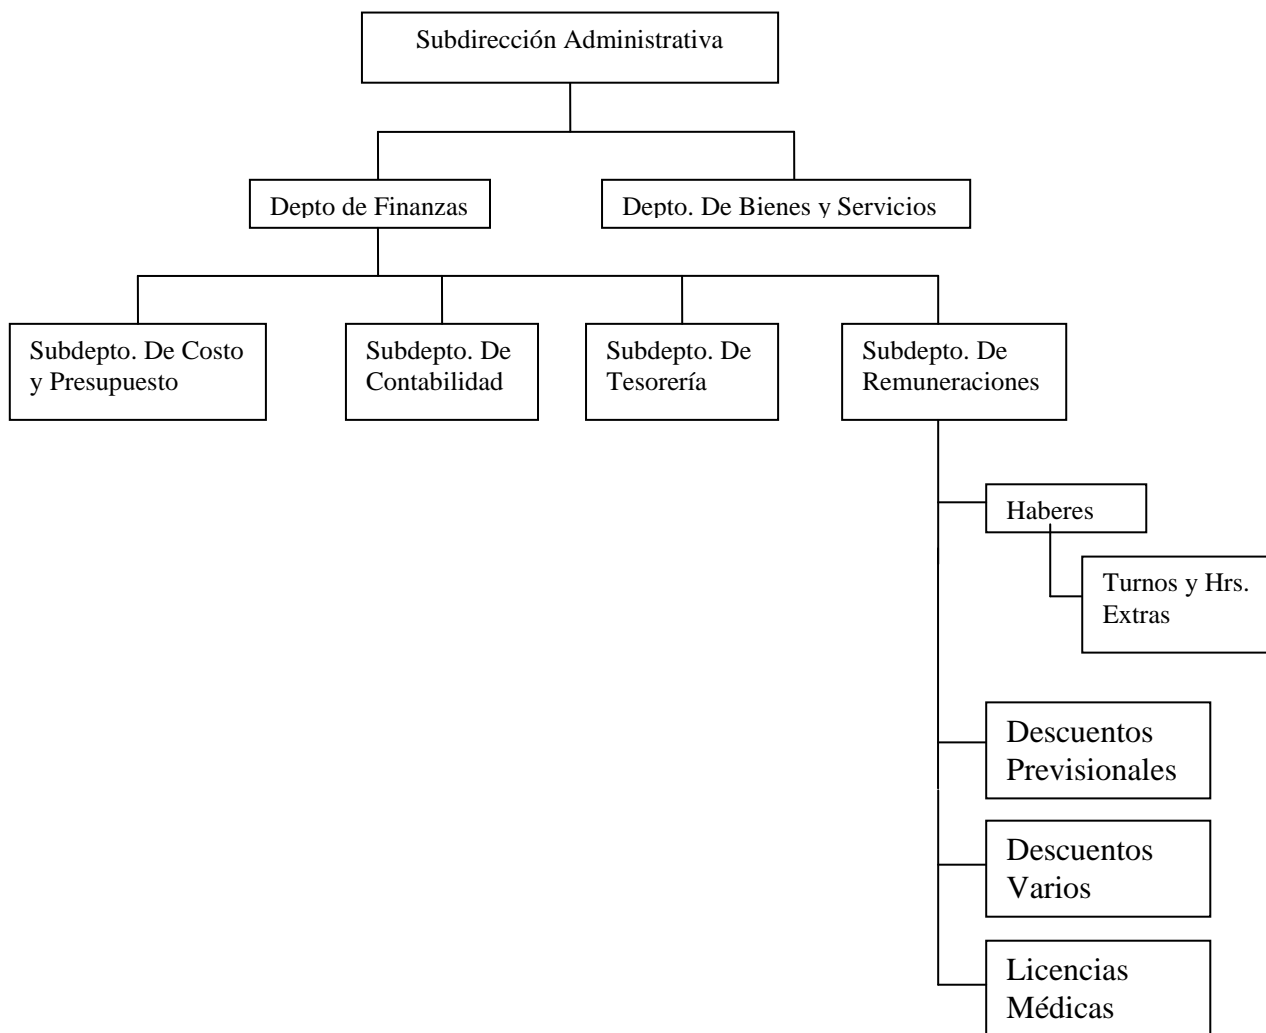 Subdirección Administrativa
Depto de Finanzas
Depto. De Bienes y Servicios
Subdepto. De Costo
y Presupuesto
Subdepto. De
Contabilidad
Subdepto. De
Tesorería
Subdepto. De
Remuneraciones
Haberes
Turnos y Hrs.
Extras
Descuentos
Previsionales
Descuentos
Varios
Licencias
Médicas